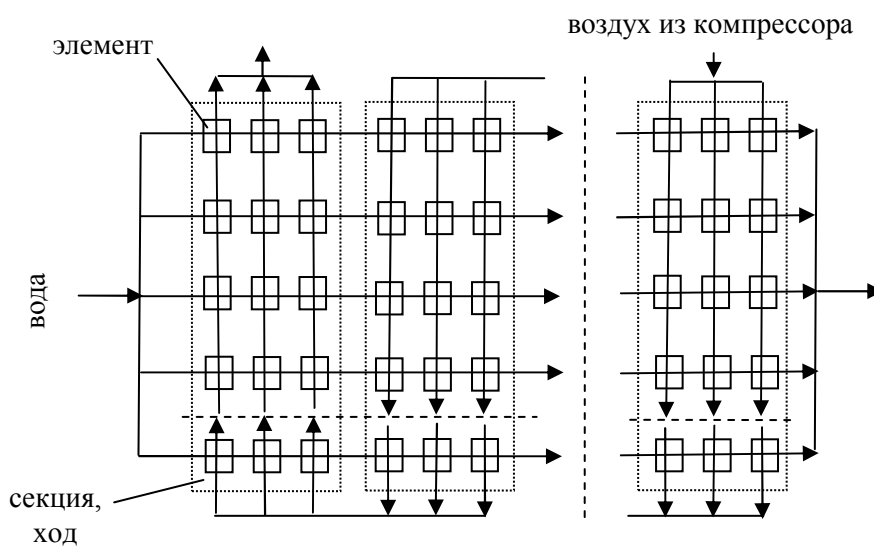 воздух из компрессора
элемент
вода
секция,
ход